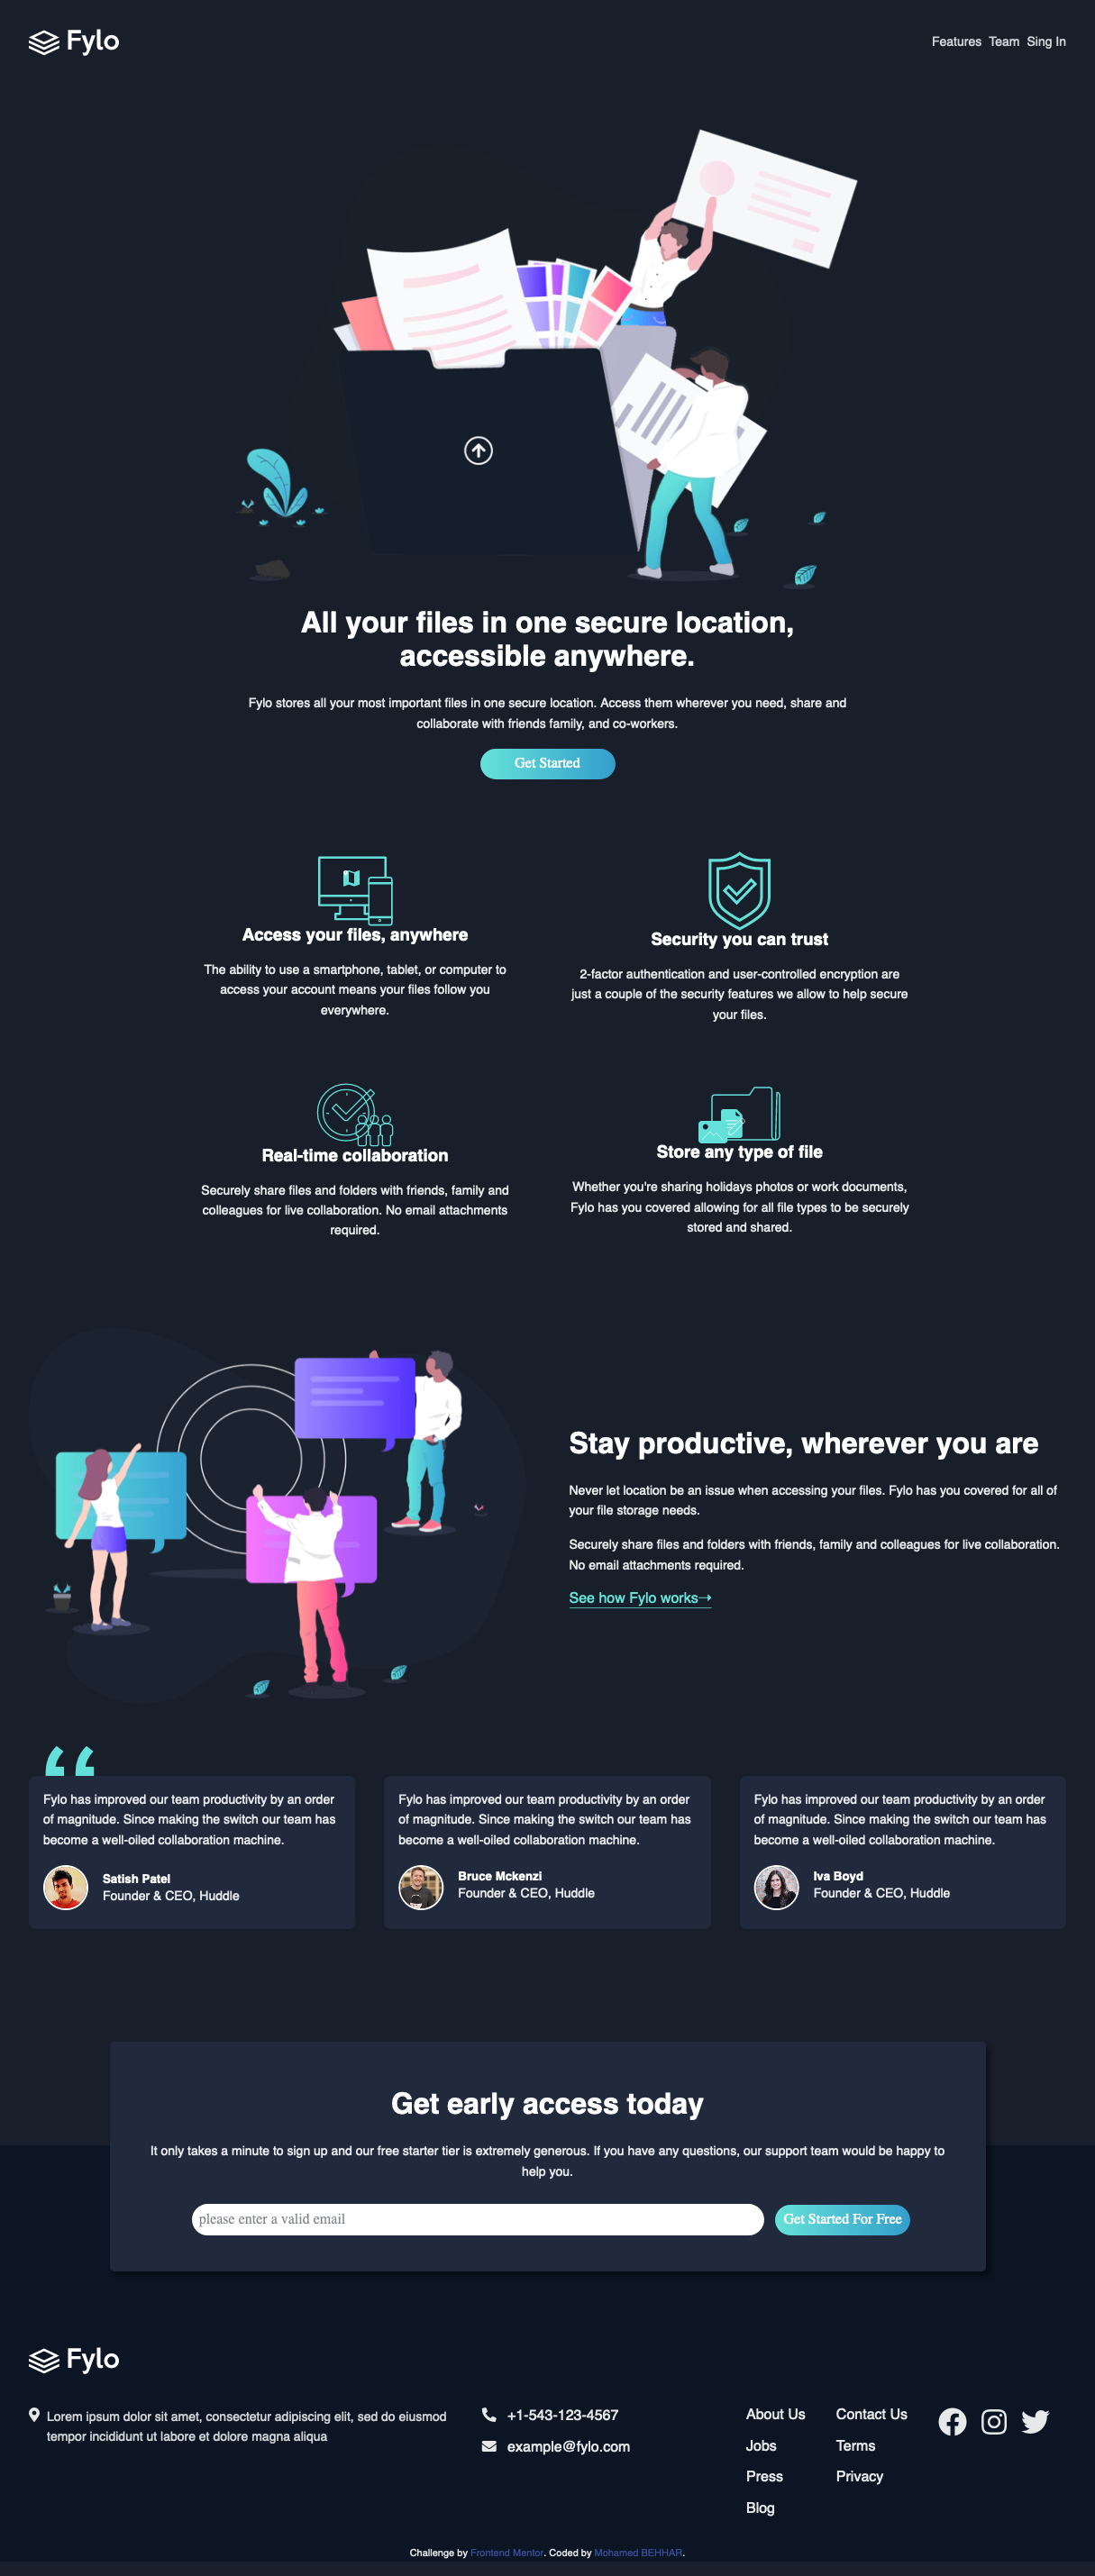 Fylo
Features Team Sing In
All your files in one secure location,
accessible anywhere.
Fylo stores all your most important files in one secure location. Access them wherever you need, share and
collaborate with friends family, and co-workers.
Get Started
Access your files, anywhere
The ability to use a smartphone, tablet, or computer to
access your account means your files follow you
everywhere.
Security you can trust
2-factor authentication and user-controlled encryption are
just a couple of the security features we allow to help secure
your files.
Real-time collaboration
Securely share files and folders with friends, family and
colleagues for live collaboration. No email attachments
required.
Store any type of file
Whether you're sharing holidays photos or work documents,
Fylo has you covered allowing for all file types to be securely
stored and shared.
Stay productive, wherever you are
Never let location be an issue when accessing your files. Fylo has you covered for all of
your file storage needs.
Securely share files and folders with friends, family and colleagues for live collaboration.
No email attachments required.
See how Fylo works→
Fylo has improved our team productivity by an order
of magnitude. Since making the switch our team has
become a well-oiled collaboration machine.
Satish Patel
Founder & CEO, Huddle
Fylo has improved our team productivity by an order
of magnitude. Since making the switch our team has
become a well-oiled collaboration machine.
Bruce Mckenzi
Founder & CEO, Huddle
Fylo has improved our team productivity by an order
of magnitude. Since making the switch our team has
become a well-oiled collaboration machine.
Iva Boyd
Founder & CEO, Huddle
Get early access today
It only takes a minute to sign up and our free starter tier is extremely generous. If you have any questions, our support team would be happy to
help you.
please enter a valid email
Get Started For Free
Fylo
Lorem ipsum dolor sit amet, consectetur adipiscing elit, sed do eiusmod
tempor incididunt ut labore et dolore magna aliqua
+1-543-123-4567
example@fylo.com
About Us
Jobs
Press
Blog
Contact Us
Terms
Privacy
Challenge by Frontend Mentor. Coded by Mohamed BEHHAR.